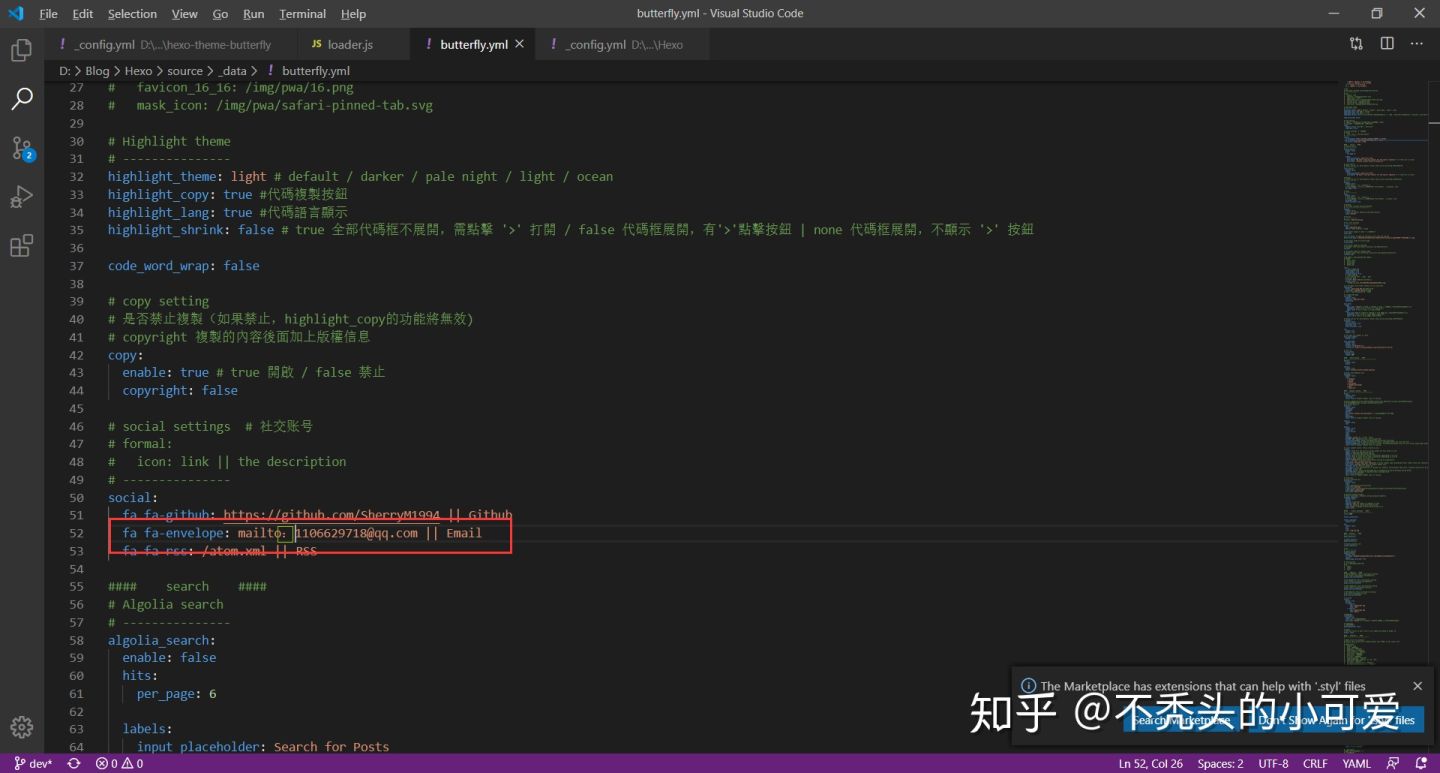 File Edit Selection View Go Run Terminal Help butterfly.yml - Visual Studio Code
! _config.yml D:\...\hexo-theme-butterfly JS loader.js ! butterfly.yml ! _config.yml D:\...\Hexo
D: > Blog > Hexo > source > _data > ! butterfly.yml
27 #   favicon_16_16: /img/pwa/16.png
28 #   mask_icon: /img/pwa/safari-pinned-tab.svg
29
30 # Highlight theme
31 # ---------------
32 highlight_theme: light # default / darker / pale night / light / ocean
33 highlight_copy: true #代碼複製按鈕
34 highlight_lang: true #代碼語言顯示
35 highlight_shrink: false # true 全部代碼框不展開，需點擊 '>' 打開 / false 代碼框展開，有'>'點擊按鈕 | none 代碼框展開，不顯示 '>' 按鈕
36
37 code_word_wrap: false
38
39 # copy setting
40 # 是否禁止複製（如果禁止，highlight_copy的功能將無效)
41 # copyright 複製的內容後面加上版權信息
42 copy:
43   enable: true # true 開啟 / false 禁止
44   copyright: false
45
46 # social settings  # 社交账号
47 # formal:
48 #   icon: link || the description
49 # ---------------
50 social:
51   fa fa-github: https://github.com/SherryM1994 || Github
52   fa fa-envelope: mailto：1106629718@qq.com || Email
53   fa fa-rss: /atom.xml || RSS
54
55 ####    search    ####
56 # Algolia search
57 # ---------------
58 algolia_search:
59   enable: false
60   hits:
61     per_page: 6
62
63   labels:
64     input_placeholder: Search for Posts
2
The Marketplace has extensions that can help with '.styl' files
Search Marketplace Don't Show Again for '.styl' files
知乎 @不禿头的小可爱
dev* 0 0 Ln 52, Col 26 Spaces: 2 UTF-8 CRLF YAML